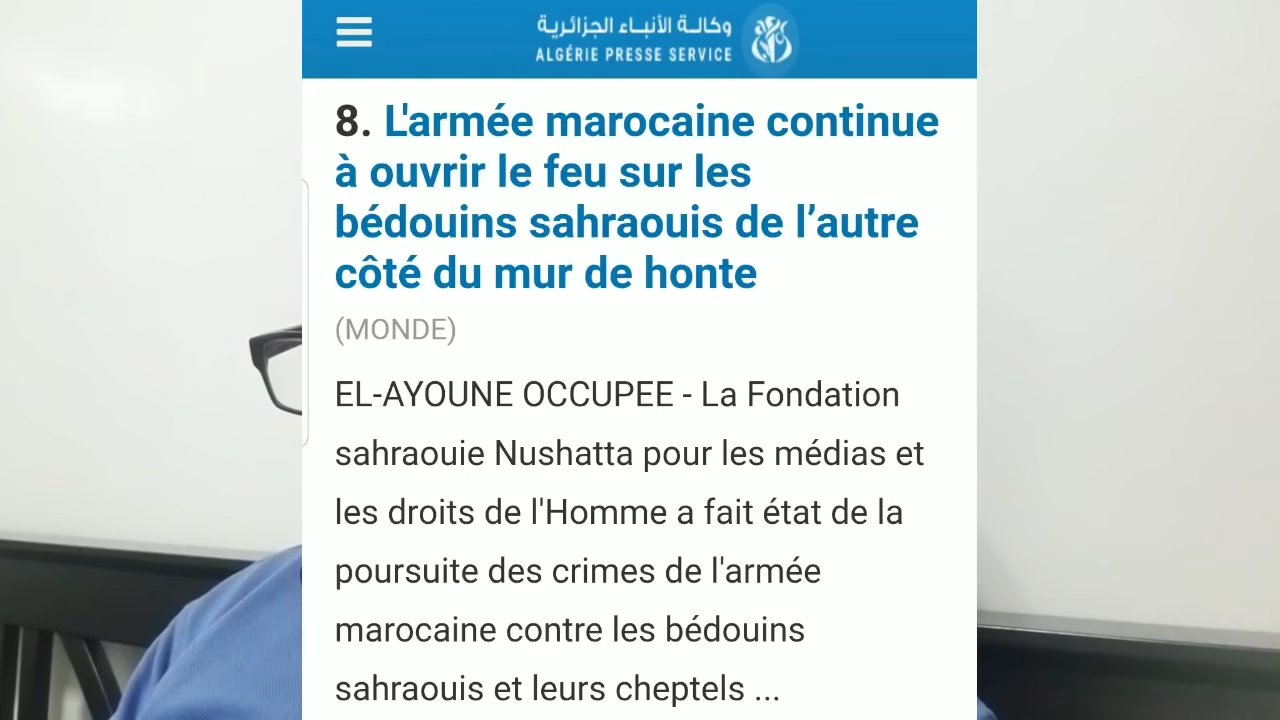 وكالة الأنباء الجزائرية
ALGÉRIE PRESSE SERVICE
8. L'armée marocaine continue
à ouvrir le feu sur les
bédouins sahraouis de l’autre
côté du mur de honte
(MONDE)
EL-AYOUNE OCCUPEE - La Fondation
sahraouie Nushatta pour les médias et
les droits de l'Homme a fait état de la
poursuite des crimes de l'armée
marocaine contre les bédouins
sahraouis et leurs cheptels ...